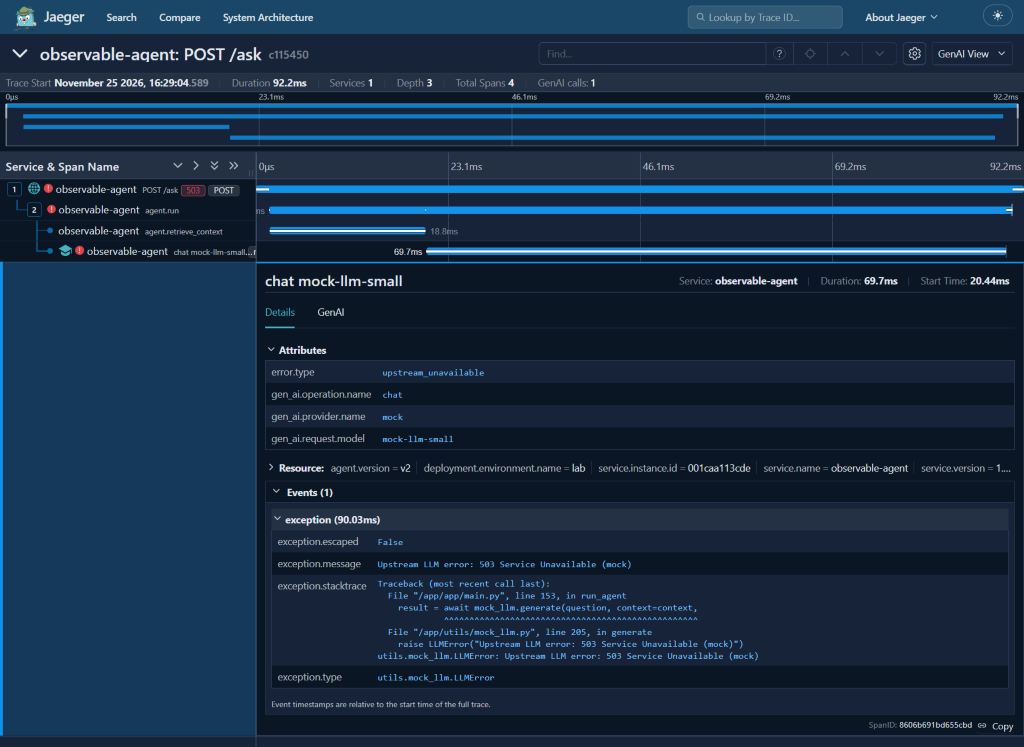 Jaeger Search Compare System Architecture Lookup by Trace ID... About Jaeger
observable-agent: POST /ask c115450 Find... ? GenAI View
Trace Start November 25 2026, 16:29:04.589 Duration 92.2ms Services 1 Depth 3 Total Spans 4 GenAI calls: 1
0μs 23.1ms 46.1ms 69.2ms 92.2ms
Service & Span Name 0μs 23.1ms 46.1ms 69.2ms 92.2ms
1 observable-agent POST /ask 503 POST
2 observable-agent agent.run ms
observable-agent agent.retrieve_context 18.8ms
observable-agent chat mock-llm-small... 69.7ms
chat mock-llm-small Service: observable-agent Duration: 69.7ms Start Time: 20.44ms
Details GenAI
Attributes
error.type upstream_unavailable
gen_ai.operation.name chat
gen_ai.provider.name mock
gen_ai.request.model mock-llm-small
Resource: agent.version = v2 deployment.environment.name = lab service.instance.id = 001caa113cde service.name = observable-agent service.version = 1....
Events (1)
exception (90.03ms)
exception.escaped False
exception.message Upstream LLM error: 503 Service Unavailable (mock)
exception.stacktrace Traceback (most recent call last):
File "/app/app/main.py", line 153, in run_agent
result = await mock_llm.generate(question, context=context,
^^^^^^^^^^^^^^^^^^^^^^^^^^^^^^^^^^^^^^^^^^^^^^^^^^
File "/app/utils/mock_llm.py", line 205, in generate
raise LLMError("Upstream LLM error: 503 Service Unavailable (mock)")
utils.mock_llm.LLMError: Upstream LLM error: 503 Service Unavailable (mock)
exception.type utils.mock_llm.LLMError
Event timestamps are relative to the start time of the full trace.
SpanID: 8606b691bd655cbd Copy